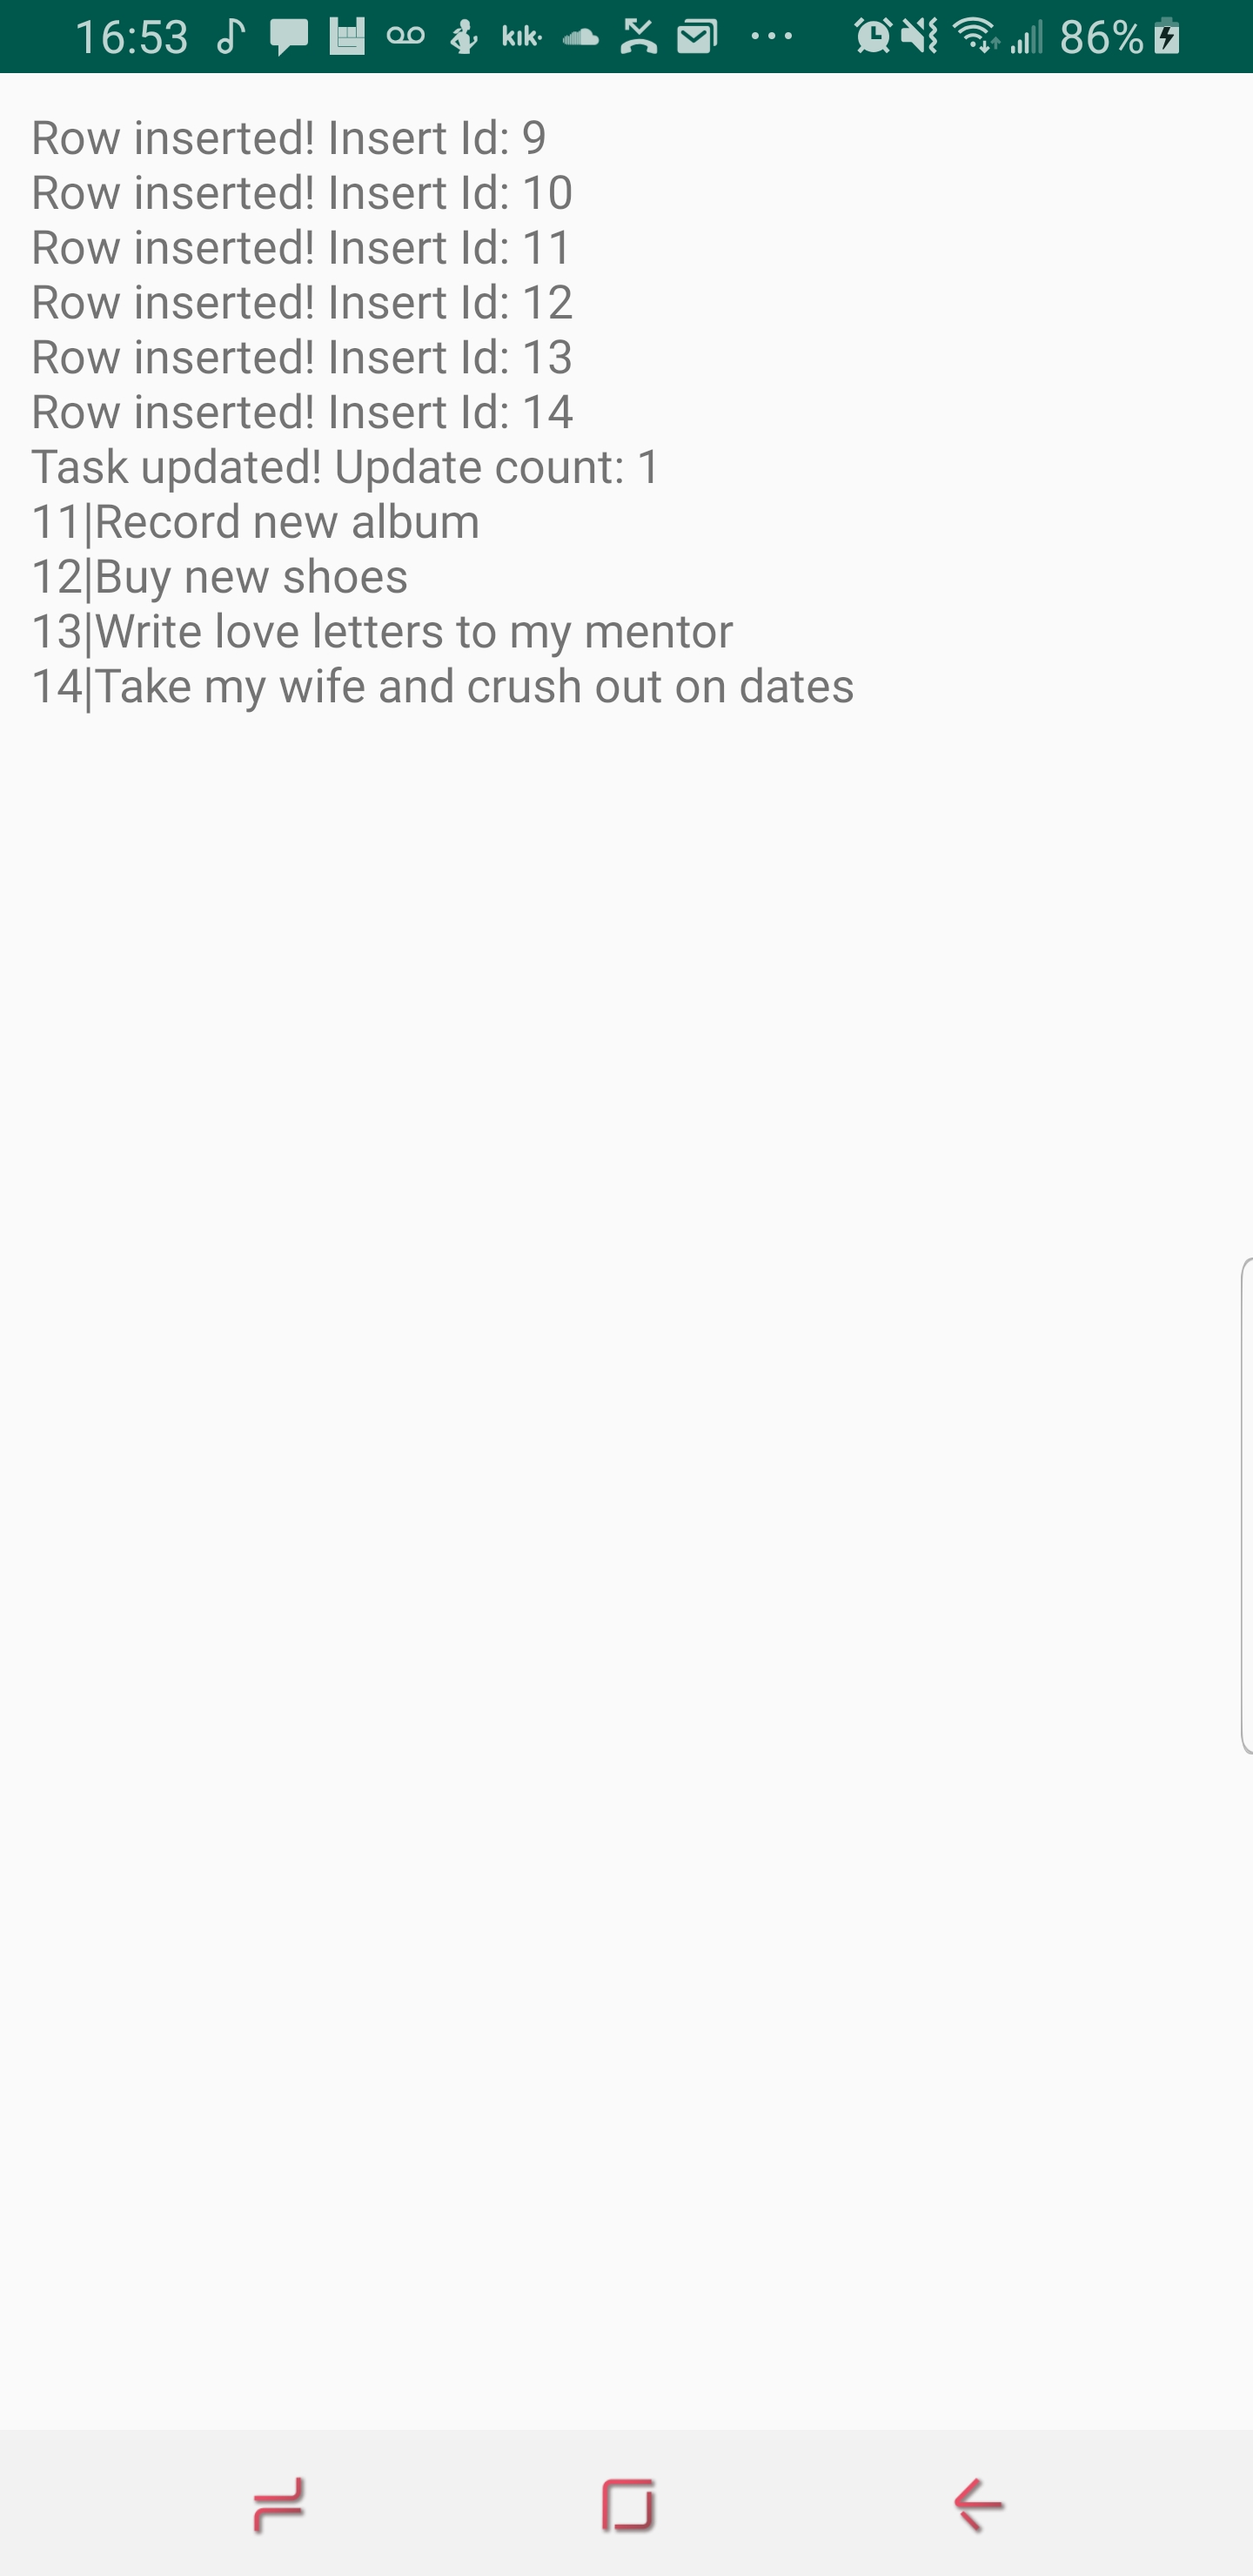 16:53 kik 86%
Row inserted! Insert Id: 9
Row inserted! Insert Id: 10
Row inserted! Insert Id: 11
Row inserted! Insert Id: 12
Row inserted! Insert Id: 13
Row inserted! Insert Id: 14
Task updated! Update count: 1
11|Record new album
12|Buy new shoes
13|Write love letters to my mentor
14|Take my wife and crush out on dates